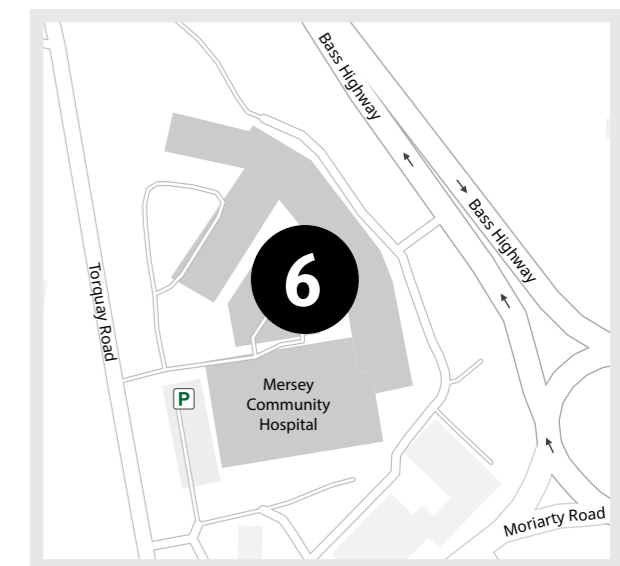 Bass Highway
Bass Highway
6
Torquay Road
P
Mersey
Community
Hospital
Moriarty Road